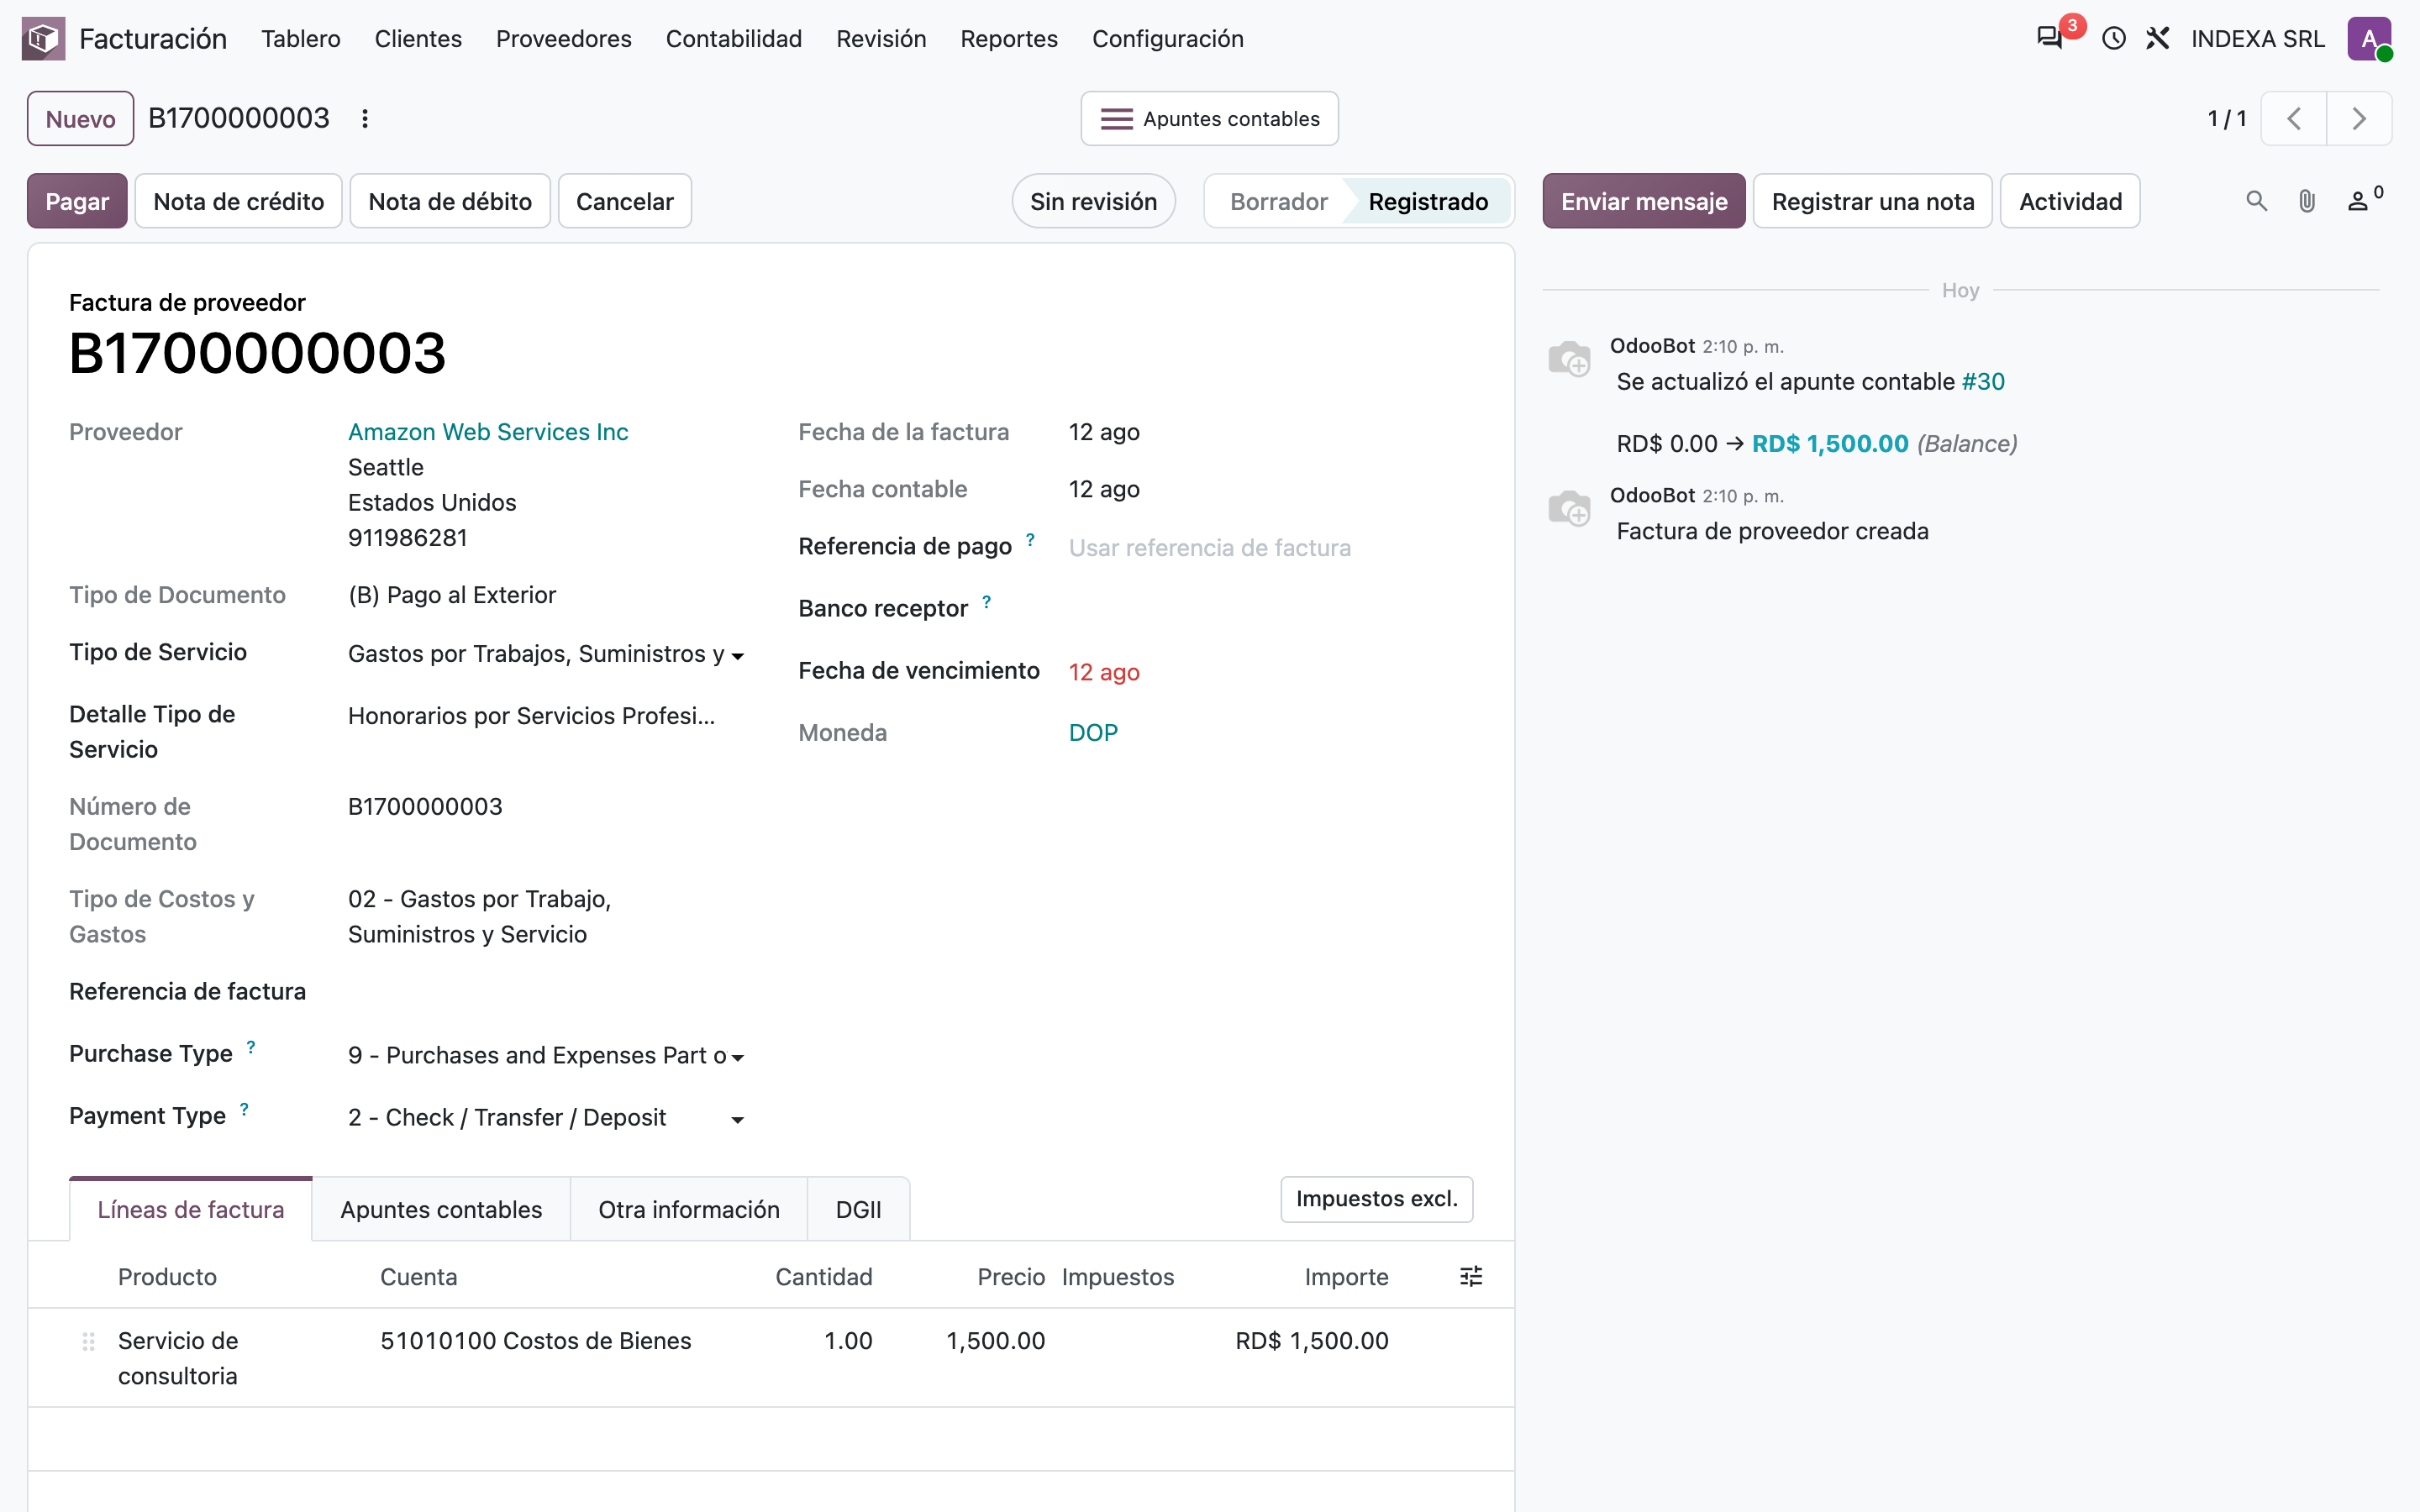 Facturación Tablero Clientes Proveedores Contabilidad Revisión Reportes Configuración 3 INDEXA SRL A
Nuevo B1700000003 Apuntes contables 1 / 1
Pagar Nota de crédito Nota de débito Cancelar Sin revisión Borrador Registrado Enviar mensaje Registrar una nota Actividad 0
Factura de proveedor
B1700000003
Proveedor Amazon Web Services Inc
Seattle
Estados Unidos
911986281
Tipo de Documento (B) Pago al Exterior
Tipo de Servicio Gastos por Trabajos, Suministros y
Detalle Tipo de Servicio Honorarios por Servicios Profesi...
Número de Documento B1700000003
Tipo de Costos y Gastos 02 - Gastos por Trabajo,
Suministros y Servicio
Referencia de factura
Purchase Type ? 9 - Purchases and Expenses Part o
Payment Type ? 2 - Check / Transfer / Deposit
Fecha de la factura 12 ago
Fecha contable 12 ago
Referencia de pago ? Usar referencia de factura
Banco receptor ?
Fecha de vencimiento 12 ago
Moneda DOP
Líneas de factura Apuntes contables Otra información DGII Impuestos excl.
Producto Cuenta Cantidad Precio Impuestos Importe
Servicio de consultoria 51010100 Costos de Bienes 1.00 1,500.00 RD$ 1,500.00
Hoy
OdooBot 2:10 p. m.
Se actualizó el apunte contable #30
RD$ 0.00 → RD$ 1,500.00 (Balance)
OdooBot 2:10 p. m.
Factura de proveedor creada